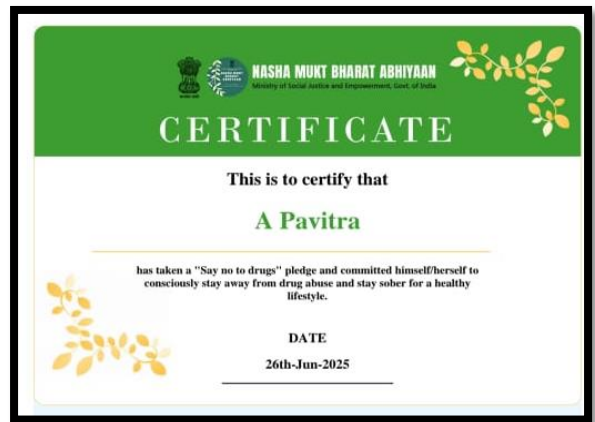 NASHA MUKT BHARAT ABHIYAAN
Ministry of Social Justice and Empowerment, Govt. of India
CERTIFICATE
This is to certify that
A Pavitra
has taken a "Say no to drugs" pledge and committed himself/herself to
consciously stay away from drug abuse and stay sober for a healthy
lifestyle.
DATE
26th-Jun-2025